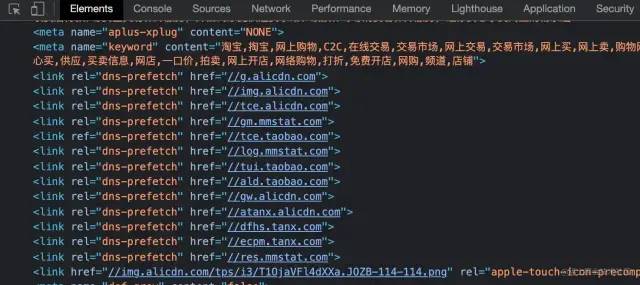 Elements Console Sources Network Performance Memory Application Security
<meta name="aplus-xplug" content="NONE">
<meta name="keyword" content="淘宝,掏宝,网上购物,C2C,在线交易,交易市场,网上交易,交易市场,网上买,网上卖,购物网
心买,供应,买卖信息,网店,一口价,拍卖,网上开店,网络购物,打折,免费开店,网购,频道,店铺">
<link rel="dns-prefetch" href="//g.alicdn.com">
<link rel="dns-prefetch" href="//img.alicdn.com">
<link rel="dns-prefetch" href="//tce.alicdn.com">
<link rel="dns-prefetch" href="//gm.mmstat.com">
<link rel="dns-prefetch" href="//tce.taobao.com">
<link rel="dns-prefetch" href="//log.mmstat.com">
<link rel="dns-prefetch" href="//tui.taobao.com">
<link rel="dns-prefetch" href="//ald.taobao.com">
<link rel="dns-prefetch" href="//gw.alicdn.com">
<link rel="dns-prefetch" href="//atanx.alicdn.com">
<link rel="dns-prefetch" href="//dfhs.tanx.com">
<link rel="dns-prefetch" href="//ecpm.tanx.com">
<link rel="dns-prefetch" href="//res.mmstat.com">
<link href="//img.alicdn.com/tps/i3/T1OjaVFl4dXXa.JOZB-114-114.png" rel="apple-touch-icon-precomp